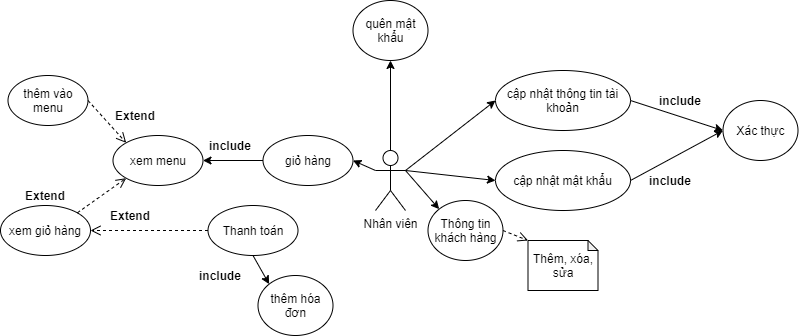 quên mật
khẩu
thêm vào
menu
Extend
cập nhật thông tin tài
khoản
include
Xác thực
xem menu
include
giỏ hàng
cập nhật mật khẩu
include
Extend
xem giỏ hàng
Extend
Thanh toán
Nhân viên
Thông tin
khách hàng
Thêm, xóa,
sửa
include
thêm hóa
đơn